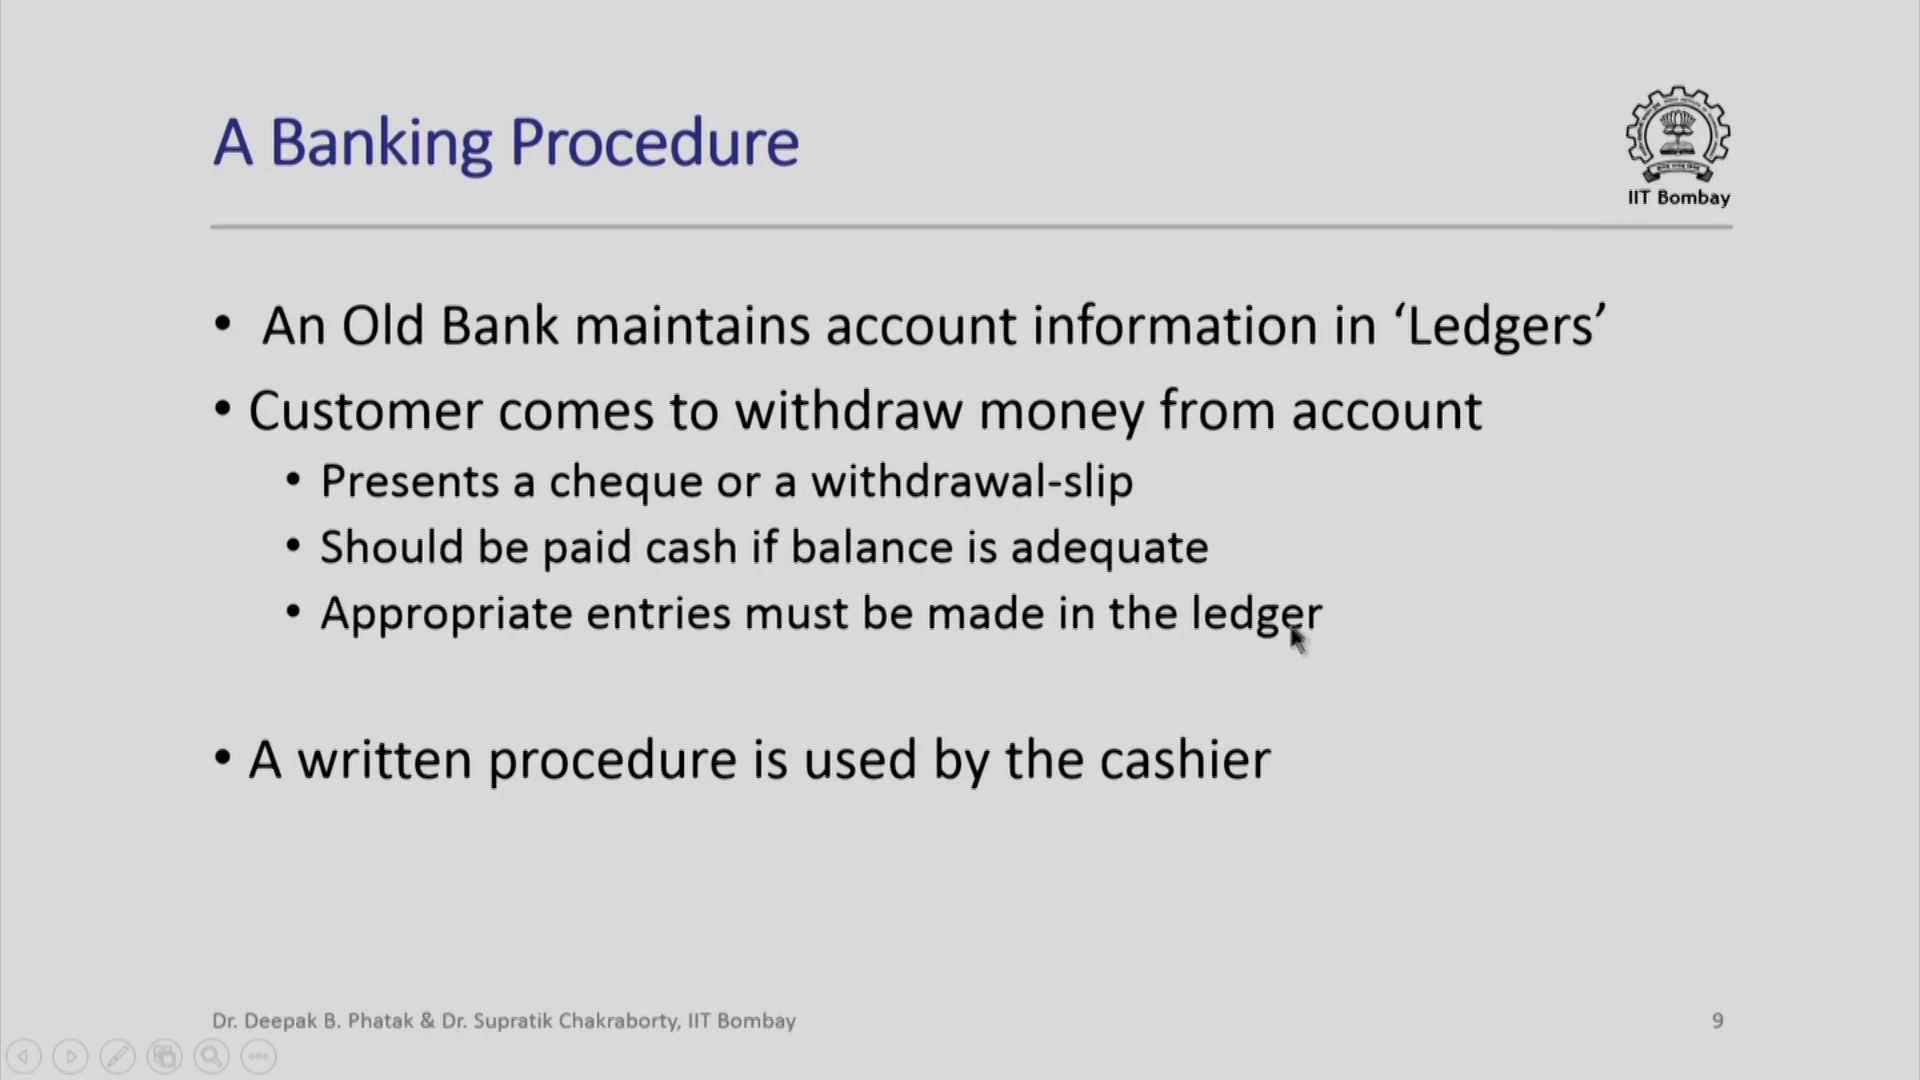 A Banking Procedure
IIT Bombay
• An Old Bank maintains account information in ‘Ledgers’
• Customer comes to withdraw money from account
• Presents a cheque or a withdrawal-slip
• Should be paid cash if balance is adequate
• Appropriate entries must be made in the ledger
• A written procedure is used by the cashier
Dr. Deepak B. Phatak & Dr. Supratik Chakraborty, IIT Bombay
9